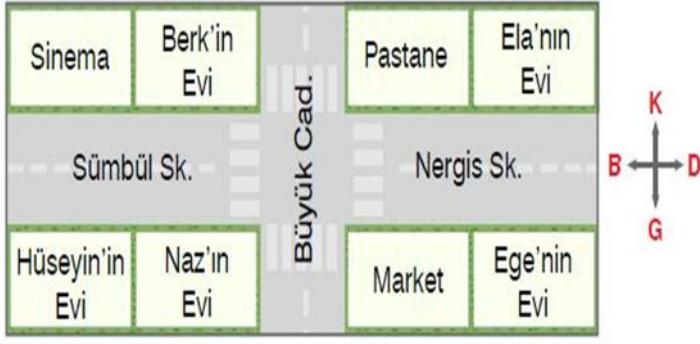 Sinema
Berk'in
Evi
Pastane
Ela'nın
Evi
Sümbül Sk.
Büyük Cad.
Nergis Sk.
K
B
D
G
Hüseyin'in
Evi
Naz'ın
Evi
Market
Ege'nin
Evi